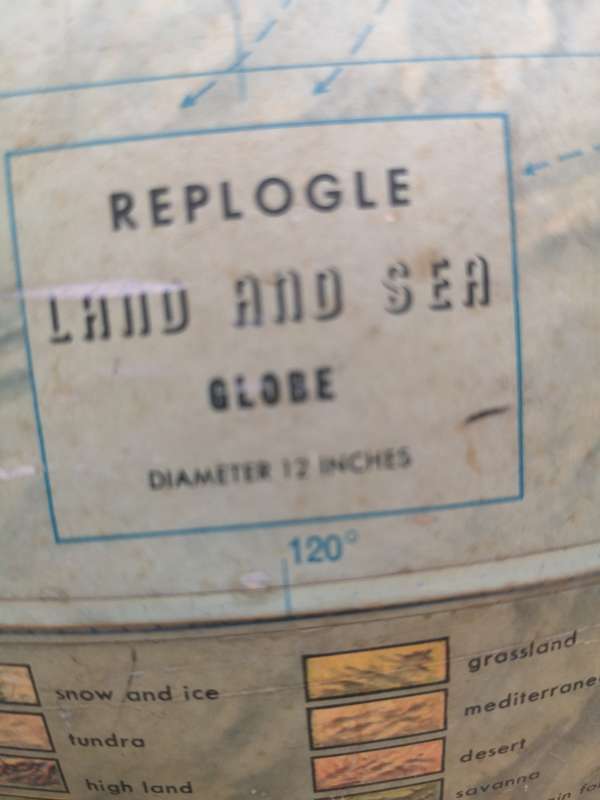 REPLOGLE
LAND AND SEA
GLOBE
DIAMETER 12 INCHES
120°
snow and ice
tundra
high land
grassland
desert
savanna